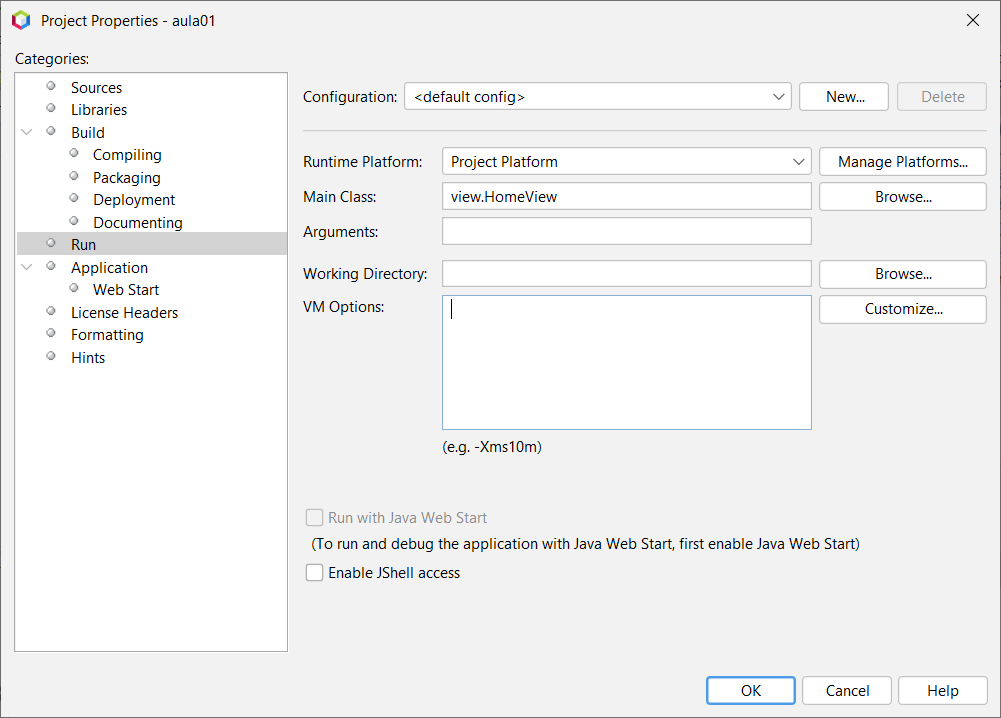 Project Properties - aula01
Categories:
Sources
Libraries
Build
Compiling
Packaging
Deployment
Documenting
Run
Application
Web Start
License Headers
Formatting
Hints
Configuration: <default config> New... Delete
Runtime Platform: Project Platform Manage Platforms...
Main Class: view.HomeView Browse...
Arguments:
Working Directory: Browse...
VM Options: Customize...
(e.g. -Xms10m)
Run with Java Web Start
(To run and debug the application with Java Web Start, first enable Java Web Start)
Enable JShell access
OK Cancel Help